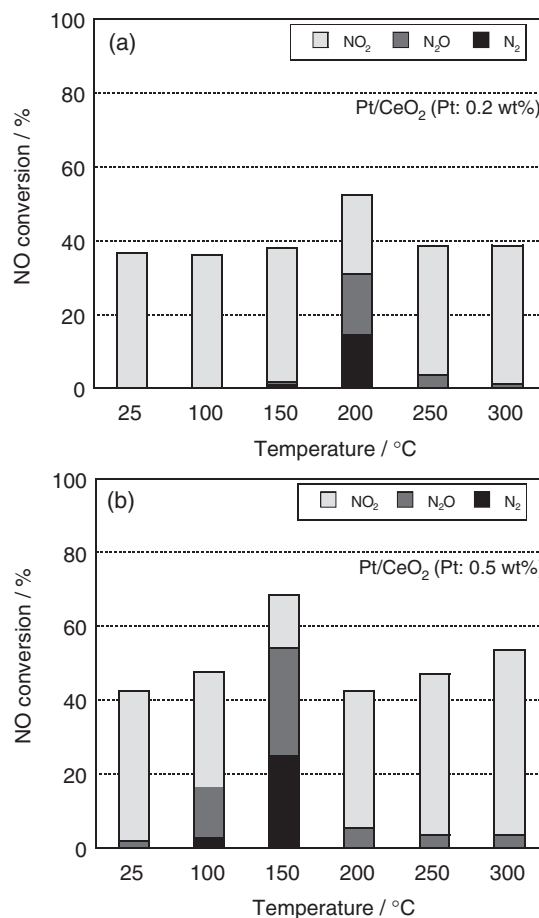 (a)
NO₂ N₂O N₂
Pt/CeO₂ (Pt: 0.2 wt%)
NO conversion / %
100
80
60
40
20
0
25 100 150 200 250 300
Temperature / °C
(b)
NO₂ N₂O N₂
Pt/CeO₂ (Pt: 0.5 wt%)
NO conversion / %
100
80
60
40
20
0
25 100 150 200 250 300
Temperature / °C